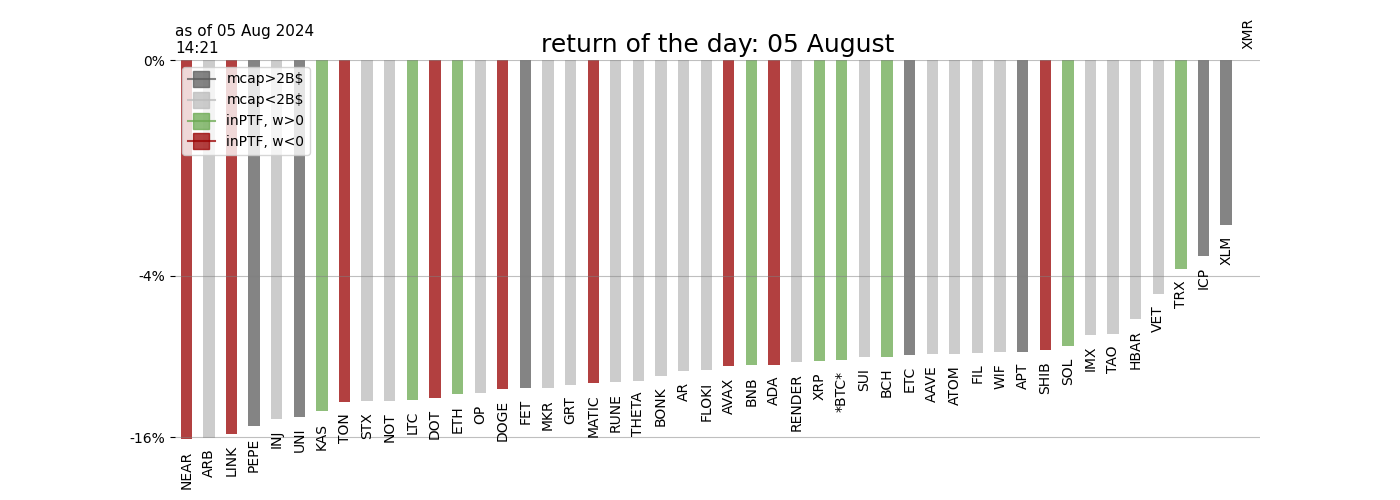 as of 05 Aug 2024
14:21
return of the day: 05 August
XMR
0%
-4%
-16%
mcap>2B$
mcap<2B$
inPTF, w>0
inPTF, w<0
NEAR
ARB
LINK
PEPE
INJ
UNI
KAS
TON
STX
NOT
LTC
DOT
ETH
OP
DOGE
FET
MKR
GRT
MATIC
RUNE
THETA
BONK
AR
FLOKI
AVAX
BNB
ADA
RENDER
XRP
*BTC*
SUI
BCH
ETC
AAVE
ATOM
FIL
WIF
APT
SHIB
SOL
IMX
TAO
HBAR
VET
TRX
ICP
XLM